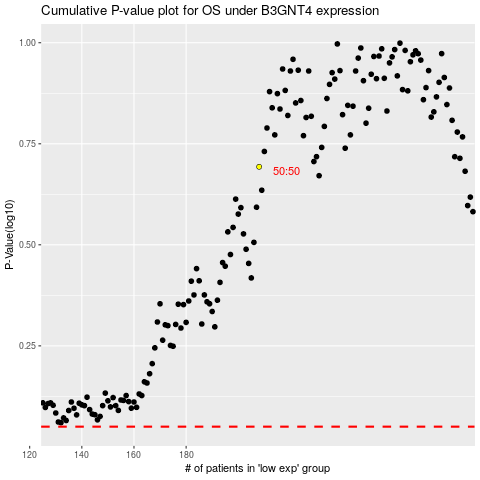 Cumulative P-value plot for OS under B3GNT4 expression
1.00
0.75
0.50
0.25
P-Value(log10)
50:50
120 140 160 180
# of patients in 'low exp' group